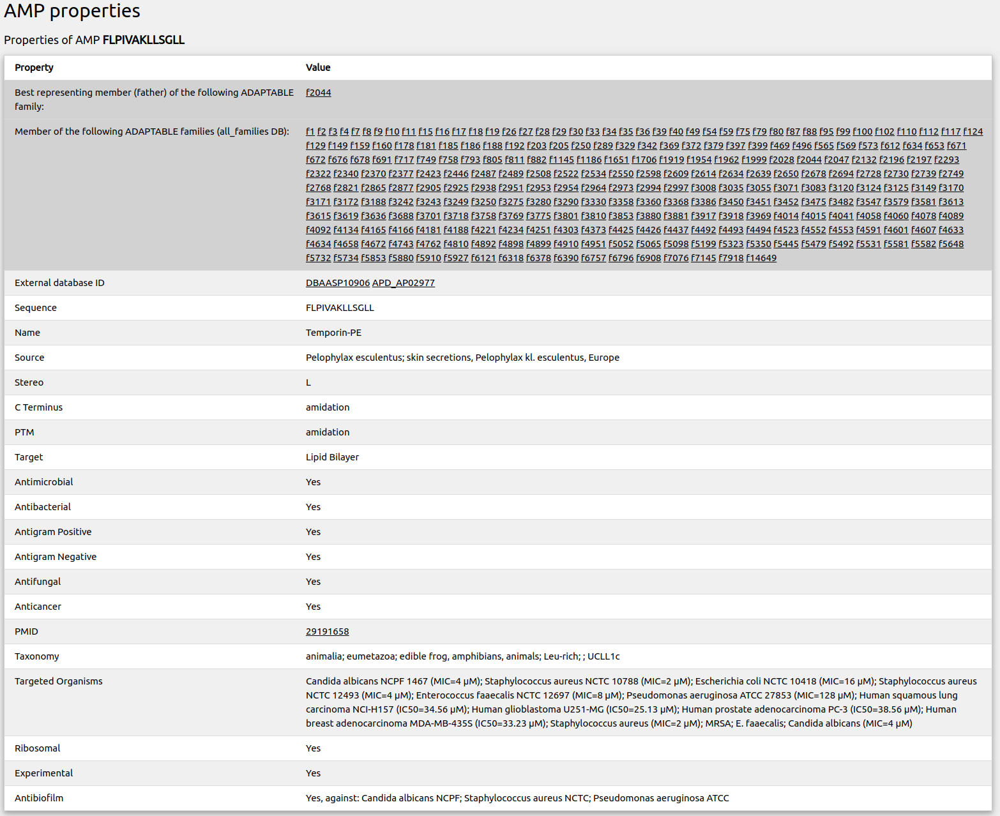 AMP properties
Properties of AMP FLPIVAKLLSGLL
Property Value
Best representing member (father) of the following ADAPTABLE family: f2044
Member of the following ADAPTABLE families (all_families DB): f1 f2 f3 f4 f7 f8 f9 f10 f11 f15 f16 f17 f18 f19 f26 f27 f28 f29 f30 f33 f34 f35 f36 f39 f40 f49 f54 f59 f75 f79 f80 f87 f88 f95 f99 f100 f102 f110 f112 f117 f124
f129 f149 f159 f160 f178 f181 f185 f186 f188 f192 f203 f205 f250 f289 f329 f342 f369 f372 f379 f397 f399 f469 f496 f565 f569 f573 f612 f634 f653 f671
f672 f676 f678 f691 f717 f749 f758 f793 f805 f811 f882 f1145 f1186 f1651 f1706 f1919 f1954 f1962 f1999 f2028 f2044 f2047 f2132 f2196 f2197 f2293
f2322 f2340 f2370 f2377 f2423 f2446 f2487 f2489 f2508 f2522 f2534 f2550 f2598 f2609 f2614 f2634 f2639 f2650 f2678 f2694 f2728 f2730 f2739 f2749
f2768 f2821 f2865 f2877 f2905 f2925 f2938 f2951 f2953 f2954 f2964 f2973 f2994 f2997 f3008 f3035 f3055 f3071 f3083 f3120 f3124 f3125 f3149 f3170
f3171 f3172 f3188 f3242 f3243 f3249 f3250 f3275 f3280 f3290 f3330 f3358 f3360 f3368 f3386 f3450 f3451 f3452 f3475 f3482 f3547 f3579 f3581 f3613
f3615 f3619 f3636 f3688 f3701 f3718 f3758 f3769 f3775 f3801 f3810 f3853 f3880 f3881 f3917 f3918 f3969 f4014 f4015 f4041 f4058 f4060 f4078 f4089
f4092 f4134 f4165 f4166 f4181 f4188 f4221 f4234 f4251 f4303 f4373 f4425 f4426 f4437 f4492 f4493 f4494 f4523 f4552 f4553 f4591 f4601 f4607 f4633
f4634 f4658 f4672 f4743 f4762 f4810 f4892 f4898 f4899 f4910 f4951 f5052 f5065 f5098 f5199 f5323 f5350 f5445 f5479 f5492 f5531 f5581 f5582 f5648
f5732 f5734 f5853 f5880 f5910 f5927 f6121 f6318 f6378 f6390 f6757 f6796 f6908 f7076 f7145 f7918 f14649
External database ID DBAASP10906 APD_AP02977
Sequence FLPIVAKLLSGLL
Name Temporin-PE
Source Pelophylax esculentus; skin secretions, Pelophylax kl. esculentus, Europe
Stereo L
C Terminus amidation
PTM amidation
Target Lipid Bilayer
Antimicrobial Yes
Antibacterial Yes
Antigram Positive Yes
Antigram Negative Yes
Antifungal Yes
Anticancer Yes
PMID 29191658
Taxonomy animalia; eumetazoa; edible frog, amphibians, animals; Leu-rich; ; UCLL1c
Targeted Organisms Candida albicans NCPF 1467 (MIC=4 µM); Staphylococcus aureus NCTC 10788 (MIC=2 µM); Escherichia coli NCTC 10418 (MIC=16 µM); Staphylococcus aureus
NCTC 12493 (MIC=4 µM); Enterococcus faaecalis NCTC 12697 (MIC=8 µM); Pseudomonas aeruginosa ATCC 27853 (MIC=128 µM); Human squamous lung
carcinoma NCI-H157 (IC50=34.56 µM); Human glioblastoma U251-MG (IC50=25.13 µM); Human prostate adenocarcinoma PC-3 (IC50=38.56 µM); Human
breast adenocarcinoma MDA-MB-435S (IC50=33.23 µM); Staphylococcus aureus (MIC=2 µM); MRSA; E. faaecalis; Candida albicans (MIC=4 µM)
Ribosomal Yes
Experimental Yes
Antibiofilm Yes, against: Candida albicans NCPF; Staphylococcus aureus NCTC; Pseudomonas aeruginosa ATCC